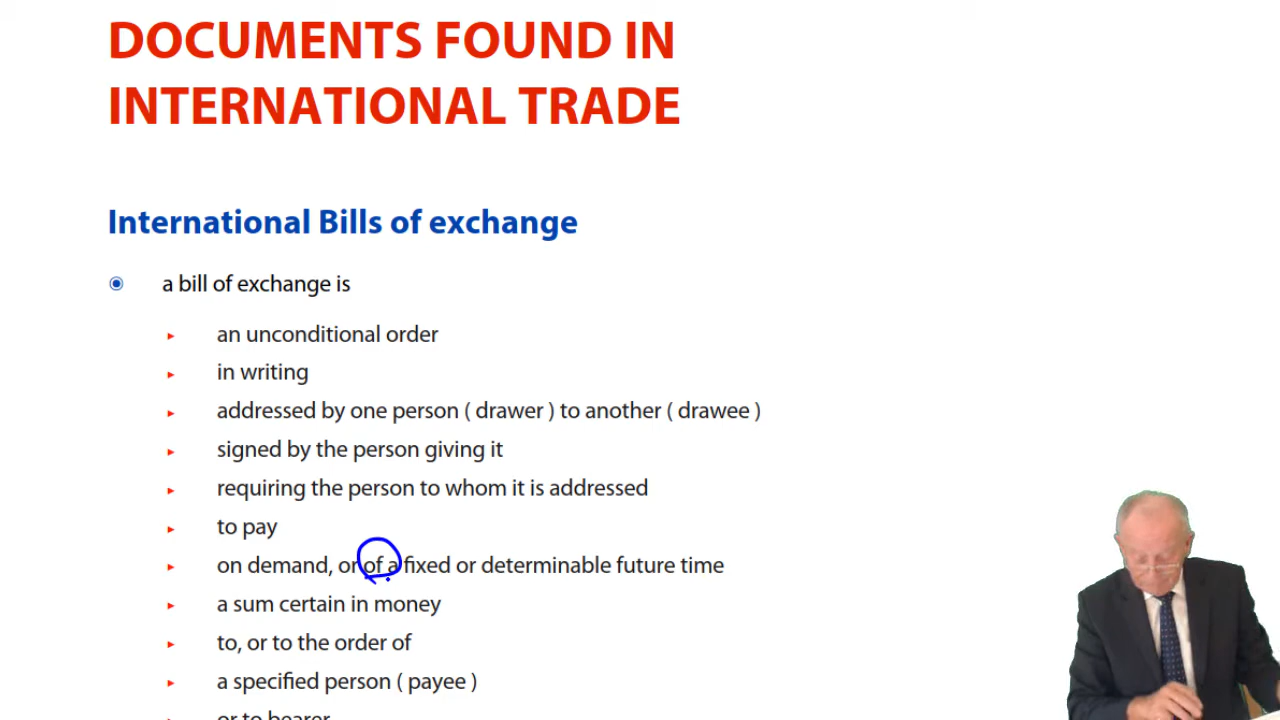 DOCUMENTS FOUND IN
INTERNATIONAL TRADE
International Bills of exchange
a bill of exchange is
an unconditional order
in writing
addressed by one person ( drawer ) to another ( drawee )
signed by the person giving it
requiring the person to whom it is addressed
to pay
on demand, or of a fixed or determinable future time
a sum certain in money
to, or to the order of
a specified person ( payee )
or to bearer